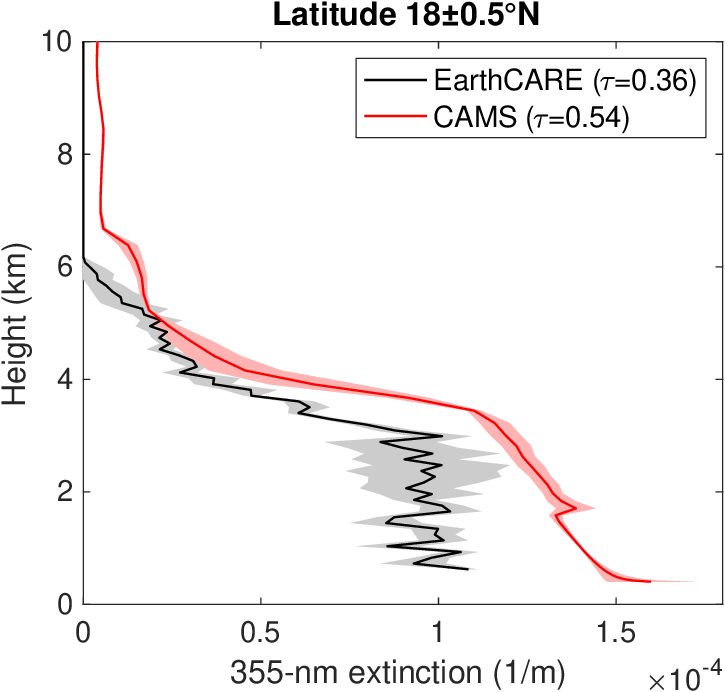 Latitude 18±0.5°N
EarthCARE (τ=0.36)
CAMS (τ=0.54)
10
8
6
4
2
0
Height (km)
0
0.5
1
1.5
355-nm extinction (1/m)
×10⁻⁴